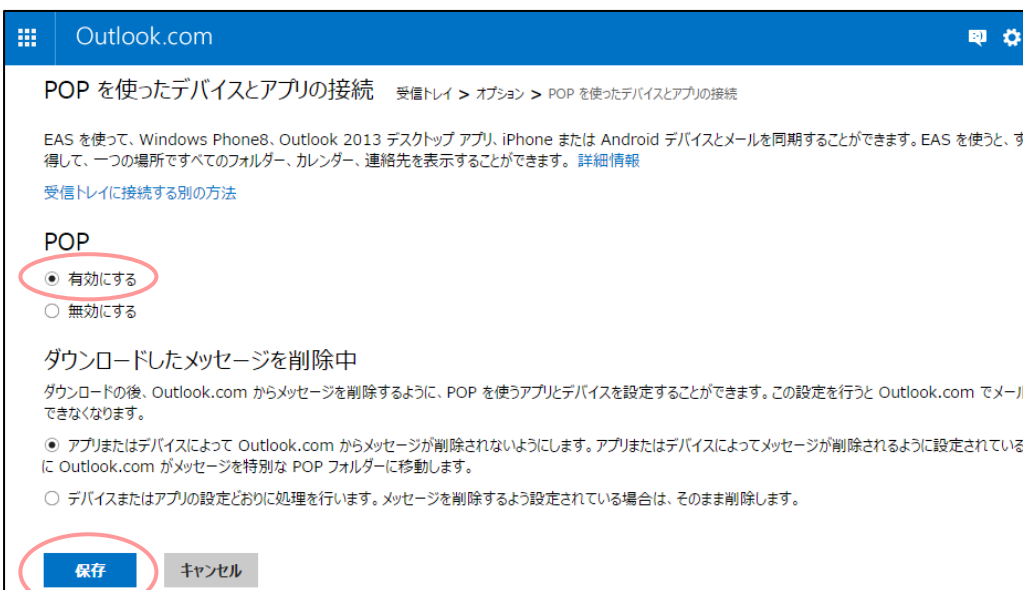 Outlook.com
POP を使ったデバイスとアプリの接続 受信トレイ > オプション > POP を使ったデバイスとアプリの接続
EAS を使って、Windows Phone8、Outlook 2013 デスクトップ アプリ、iPhone または Android デバイスとメールを同期することができます。EAS を使うと、す
得して、一つの場所ですべてのフォルダー、カレンダー、連絡先を表示することができます。 詳細情報
受信トレイに接続する別の方法
POP
有効にする
無効にする
ダウンロードしたメッセージを削除中
ダウンロードの後、Outlook.com からメッセージを削除するように、POP を使うアプリとデバイスを設定することができます。この設定を行うと Outlook.com でメール
できなくなります。
アプリまたはデバイスによって Outlook.com からメッセージが削除されないようにします。アプリまたはデバイスによってメッセージが削除されるように設定されている
に Outlook.com がメッセージを特別な POP フォルダーに移動します。
デバイスまたはアプリの設定どおりに処理を行います。メッセージを削除するよう設定されている場合は、そのまま削除します。
保存 キャンセル